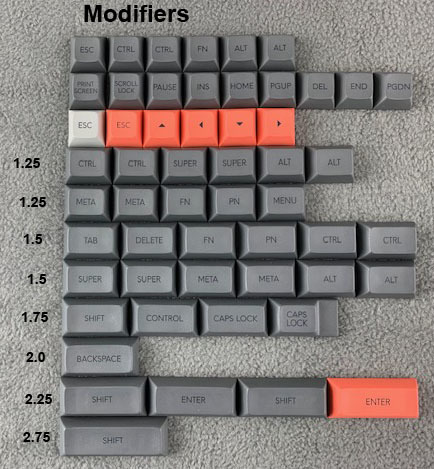 Modifiers
ESC CTRL CTRL FN ALT ALT
PRINT SCREEN SCROLL LOCK PAUSE INS HOME PGUP DEL END PGDN
ESC ESC
1.25 CTRL CTRL SUPER SUPER ALT ALT
1.25 META META FN PN MENU
1.5 TAB DELETE FN PN CTRL CTRL
1.5 SUPER SUPER META META ALT ALT
1.75 SHIFT CONTROL CAPS LOCK CAPS LOCK
2.0 BACKSPACE
2.25 SHIFT ENTER SHIFT ENTER
2.75 SHIFT